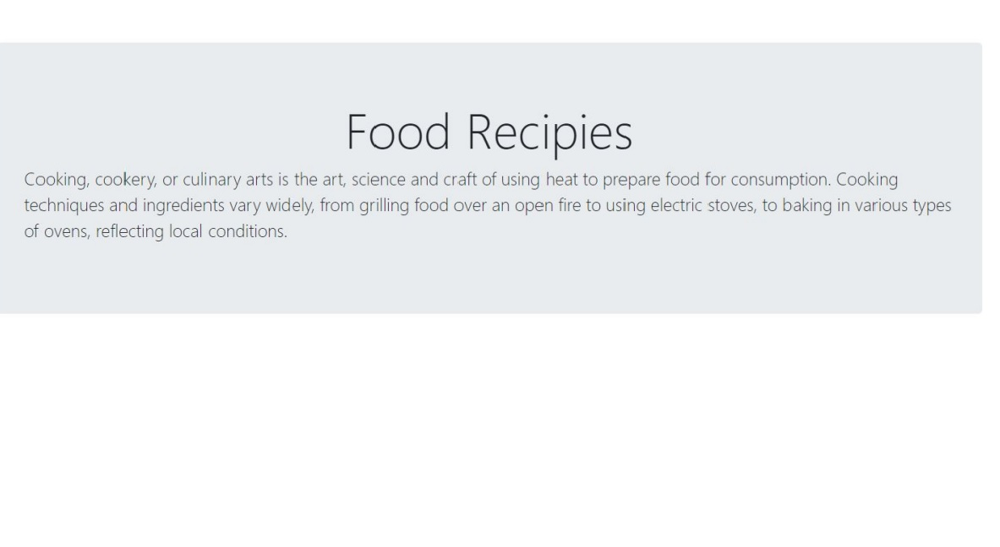 Food Recipies
Cooking, cookery, or culinary arts is the art, science and craft of using heat to prepare food for consumption. Cooking
techniques and ingredients vary widely, from grilling food over an open fire to using electric stoves, to baking in various types
of ovens, reflecting local conditions.